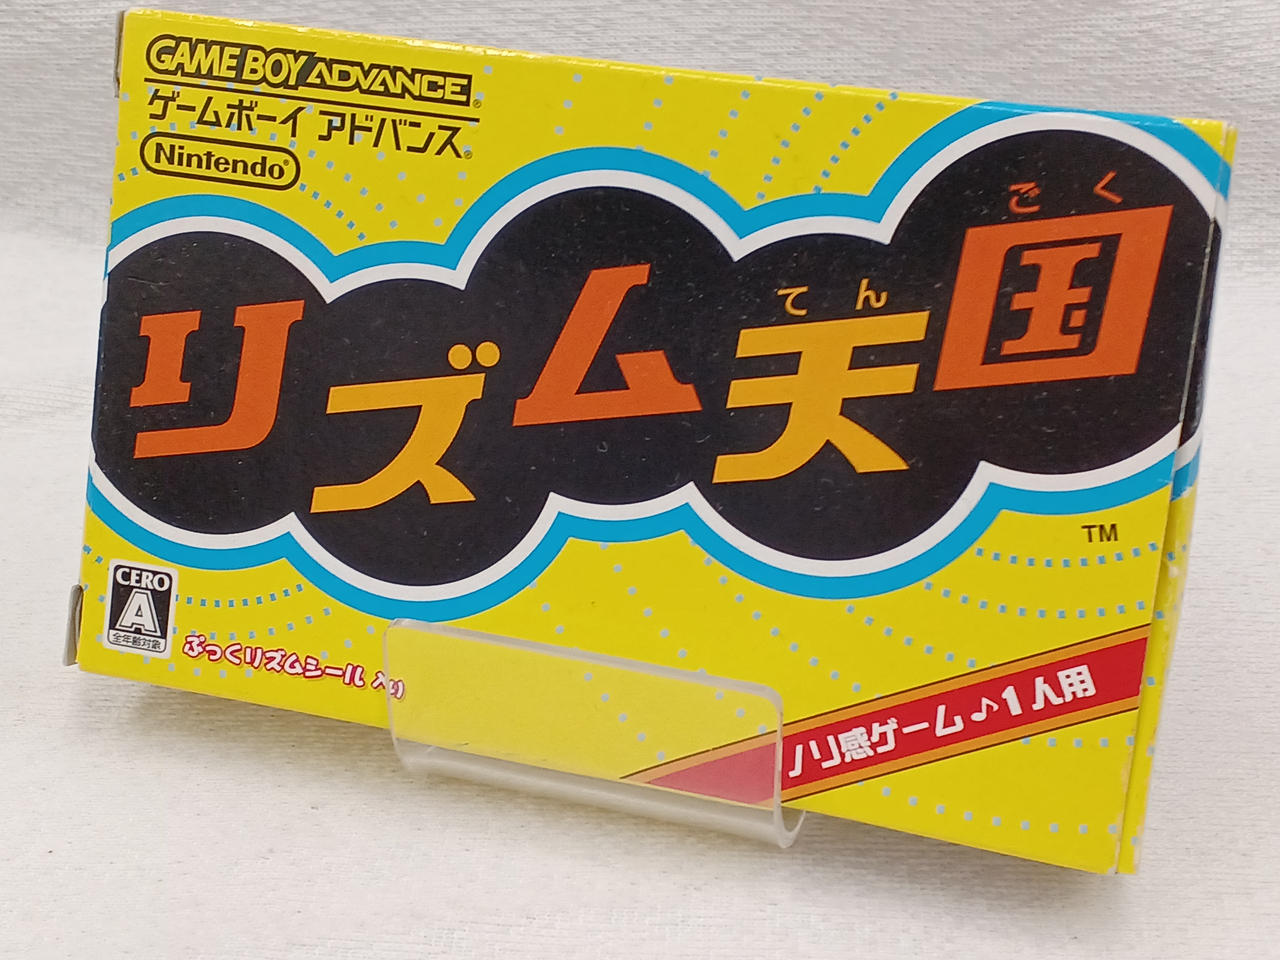 GAME BOY ADVANCE®
ゲームボーイ アドバンス®
Nintendo®
ごく
てん
リズム天国
TM
CERO
A
全年齢対象
ぷっくリズムシール入り
ノリ感ゲーム♪1人用